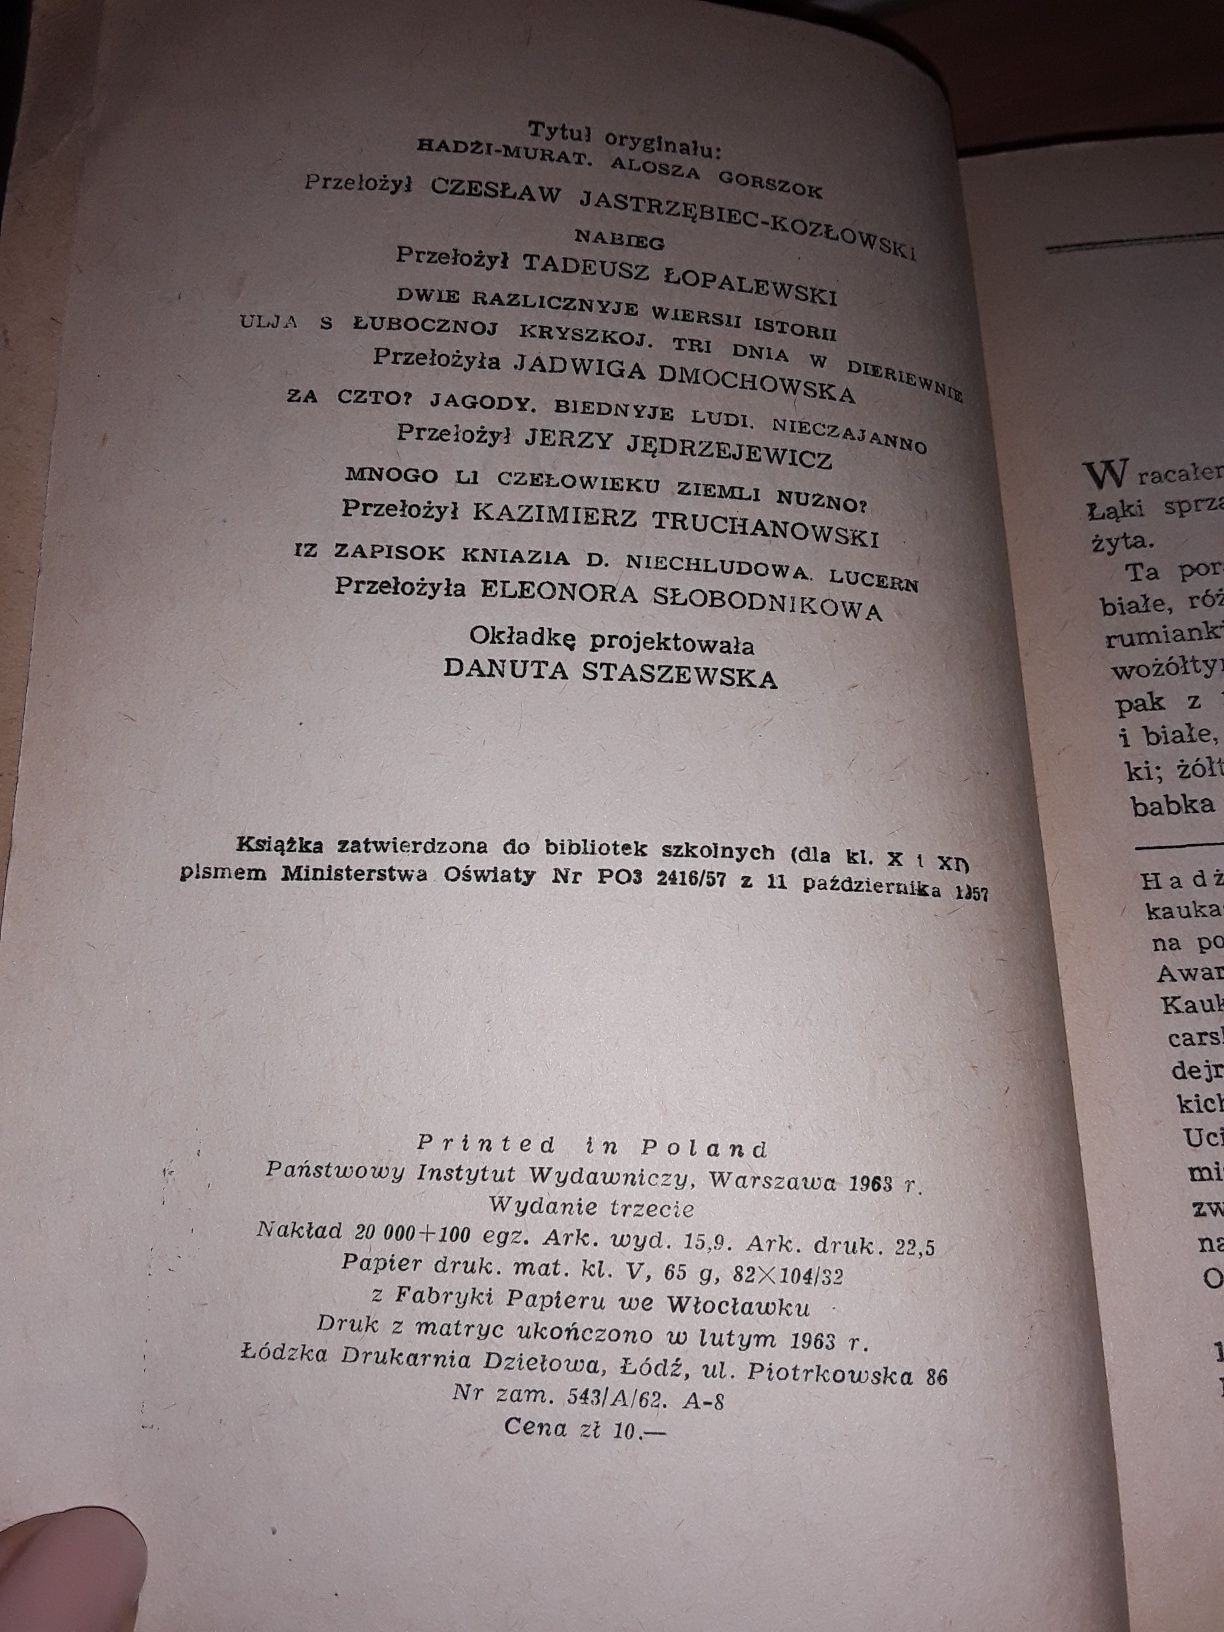 Tytuł oryginału:
HADŻI-MURAT. ALOSZA GORSZOK
Przełożył CZESŁAW JASTRZĘBIEC-KOZŁOWSKI
NABIEG
Przełożył TADEUSZ ŁOPALEWSKI
DWIE RAZLICZNYJE WIERSII ISTORII
ULJA S ŁUBOCZNOJ KRYSZKOJ. TRI DNIA W DIERIEWNIE
Przełożyła JADWIGA DMOCHOWSKA
ZA CZTO? JAGODY. BIEDNYJE LUDI. NIECZAJANNO
Przełożył JERZY JĘDRZEJEWICZ
MNOGO LI CZEŁOWIEKU ZIEMLI NUŻNO?
Przełożył KAZIMIERZ TRUCHANOWSKI
IZ ZAPISOK KNIAZIA D. NIECHLUDOWA. LUCERN
Przełożyła ELEONORA SŁOBODNIKOWA
Okładkę projektowała
DANUTA STASZEWSKA
Książka zatwierdzona do bibliotek szkolnych (dla kl. X i XI)
pismem Ministerstwa Oświaty Nr PO3 2416/57 z 11 października 1957
Printed in Poland
Państwowy Instytut Wydawniczy, Warszawa 1963 r.
Wydanie trzecie
Nakład 20 000+100 egz. Ark. wyd. 15,9. Ark. druk. 22,5
Papier druk. mat. kl. V, 65 g, 82×104/32
z Fabryki Papieru we Włocławku
Druk z matryc ukończono w lutym 1963 r.
Łódzka Drukarnia Dziełowa, Łódź, ul. Piotrkowska 86
Nr zam. 543/A/62. A-8
Cena zł 10.—
Wracałe
Łąki sprzą
żyta.
Ta por
białe, róż
rumianki
wożółty
pak z
i białe,
ki; żółt
babka
Hadż
kauka
na po
Awar
Kauk
cars
dejr
kich
Uci
mi
zw
na
O